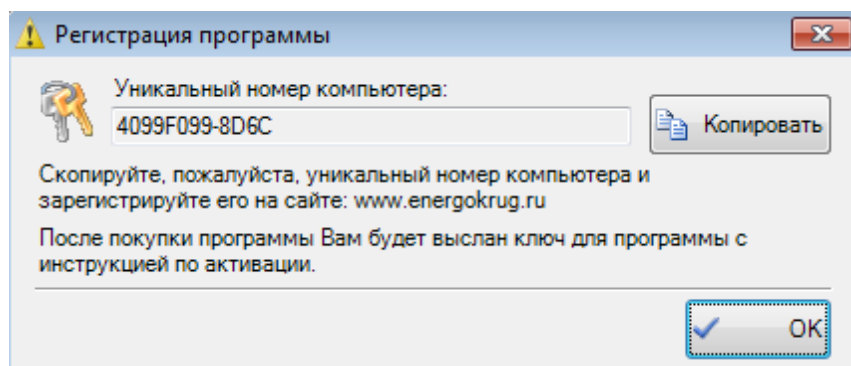 Регистрация программы
Уникальный номер компьютера:
4099F099-8D6C
Копировать
Скопируйте, пожалуйста, уникальный номер компьютера и
зарегистрируйте его на сайте: www.energokrug.ru
После покупки программы Вам будет выслан ключ для программы с
инструкцией по активации.
OK